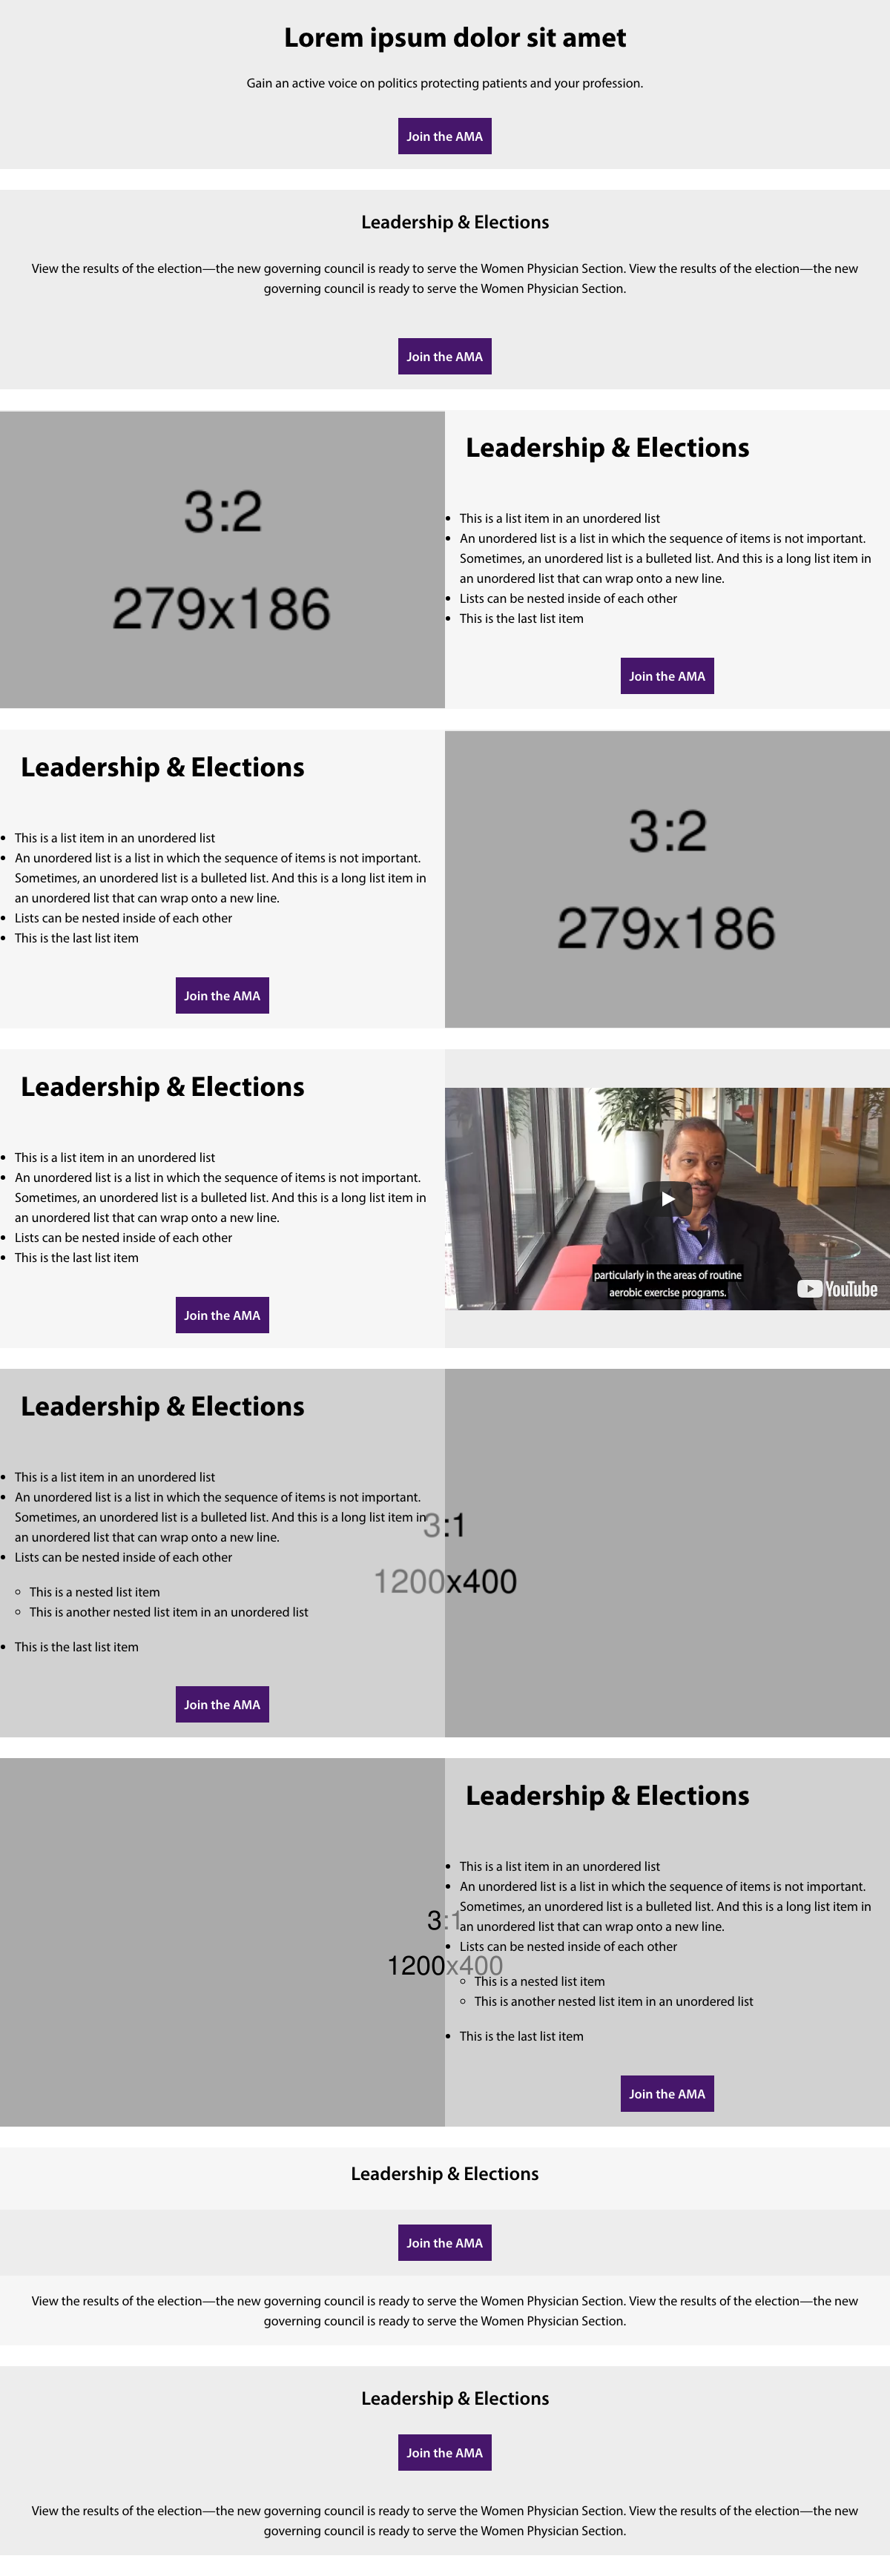 Lorem ipsum dolor sit amet
Gain an active voice on politics protecting patients and your profession.
Join the AMA
Leadership & Elections
View the results of the election—the new governing council is ready to serve the Women Physician Section. View the results of the election—the new
governing council is ready to serve the Women Physician Section.
Join the AMA
3:2
279x186
Leadership & Elections
• This is a list item in an unordered list
• An unordered list is a list in which the sequence of items is not important.
Sometimes, an unordered list is a bulleted list. And this is a long list item in
an unordered list that can wrap onto a new line.
• Lists can be nested inside of each other
• This is the last list item
Join the AMA
Leadership & Elections
• This is a list item in an unordered list
• An unordered list is a list in which the sequence of items is not important.
Sometimes, an unordered list is a bulleted list. And this is a long list item in
an unordered list that can wrap onto a new line.
• Lists can be nested inside of each other
• This is the last list item
Join the AMA
3:2
279x186
Leadership & Elections
• This is a list item in an unordered list
• An unordered list is a list in which the sequence of items is not important.
Sometimes, an unordered list is a bulleted list. And this is a long list item in
an unordered list that can wrap onto a new line.
• Lists can be nested inside of each other
• This is the last list item
Join the AMA
particularly in the areas of routine
aerobic exercise programs.
YouTube
Leadership & Elections
• This is a list item in an unordered list
• An unordered list is a list in which the sequence of items is not important.
Sometimes, an unordered list is a bulleted list. And this is a long list item in
an unordered list that can wrap onto a new line.
• Lists can be nested inside of each other
◦ This is a nested list item
◦ This is another nested list item in an unordered list
• This is the last list item
Join the AMA
3:1
1200x400
3:1
1200x400
Leadership & Elections
• This is a list item in an unordered list
• An unordered list is a list in which the sequence of items is not important.
Sometimes, an unordered list is a bulleted list. And this is a long list item in
an unordered list that can wrap onto a new line.
• Lists can be nested inside of each other
◦ This is a nested list item
◦ This is another nested list item in an unordered list
• This is the last list item
Join the AMA
Leadership & Elections
Join the AMA
View the results of the election—the new governing council is ready to serve the Women Physician Section. View the results of the election—the new
governing council is ready to serve the Women Physician Section.
Leadership & Elections
Join the AMA
View the results of the election—the new governing council is ready to serve the Women Physician Section. View the results of the election—the new
governing council is ready to serve the Women Physician Section.